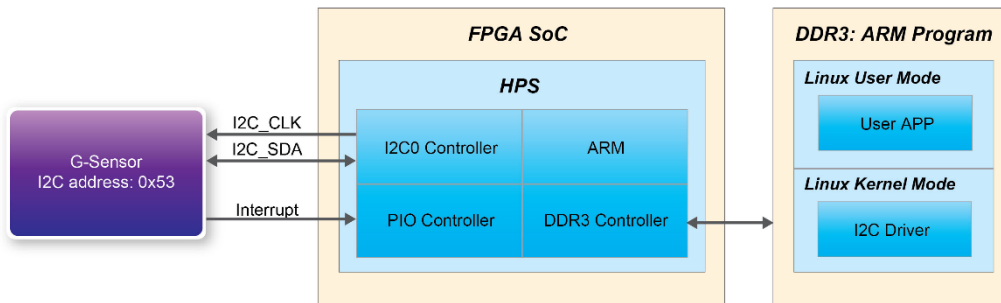 FPGA SoC
DDR3: ARM Program
HPS
Linux User Mode
User APP
I2C_CLK
I2C_SDA
G-Sensor
I2C address: 0x53
I2C0 Controller
ARM
Linux Kernel Mode
Interrupt
PIO Controller
DDR3 Controller
I2C Driver